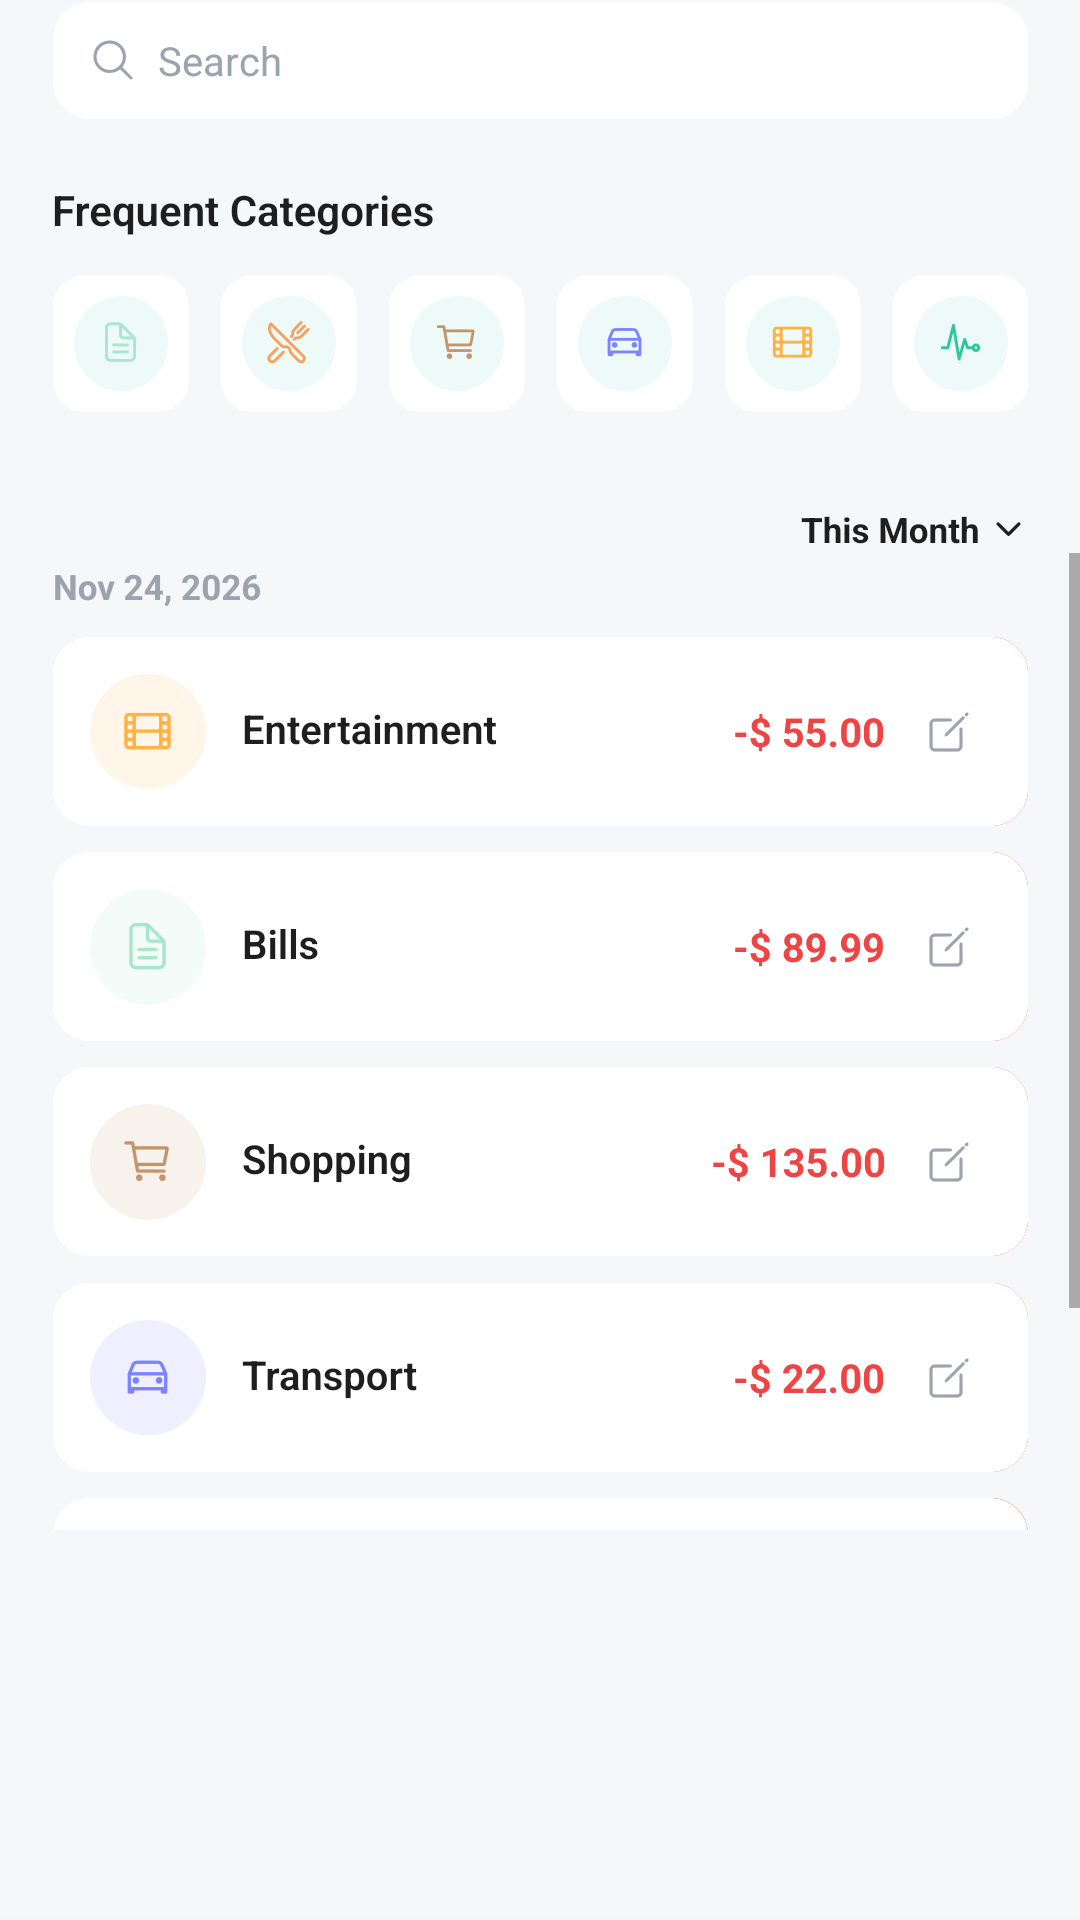 Search
Frequent Categories
This Month
Nov 24, 2026
Entertainment -$ 55.00
Bills -$ 89.99
Shopping -$ 135.00
Transport -$ 22.00